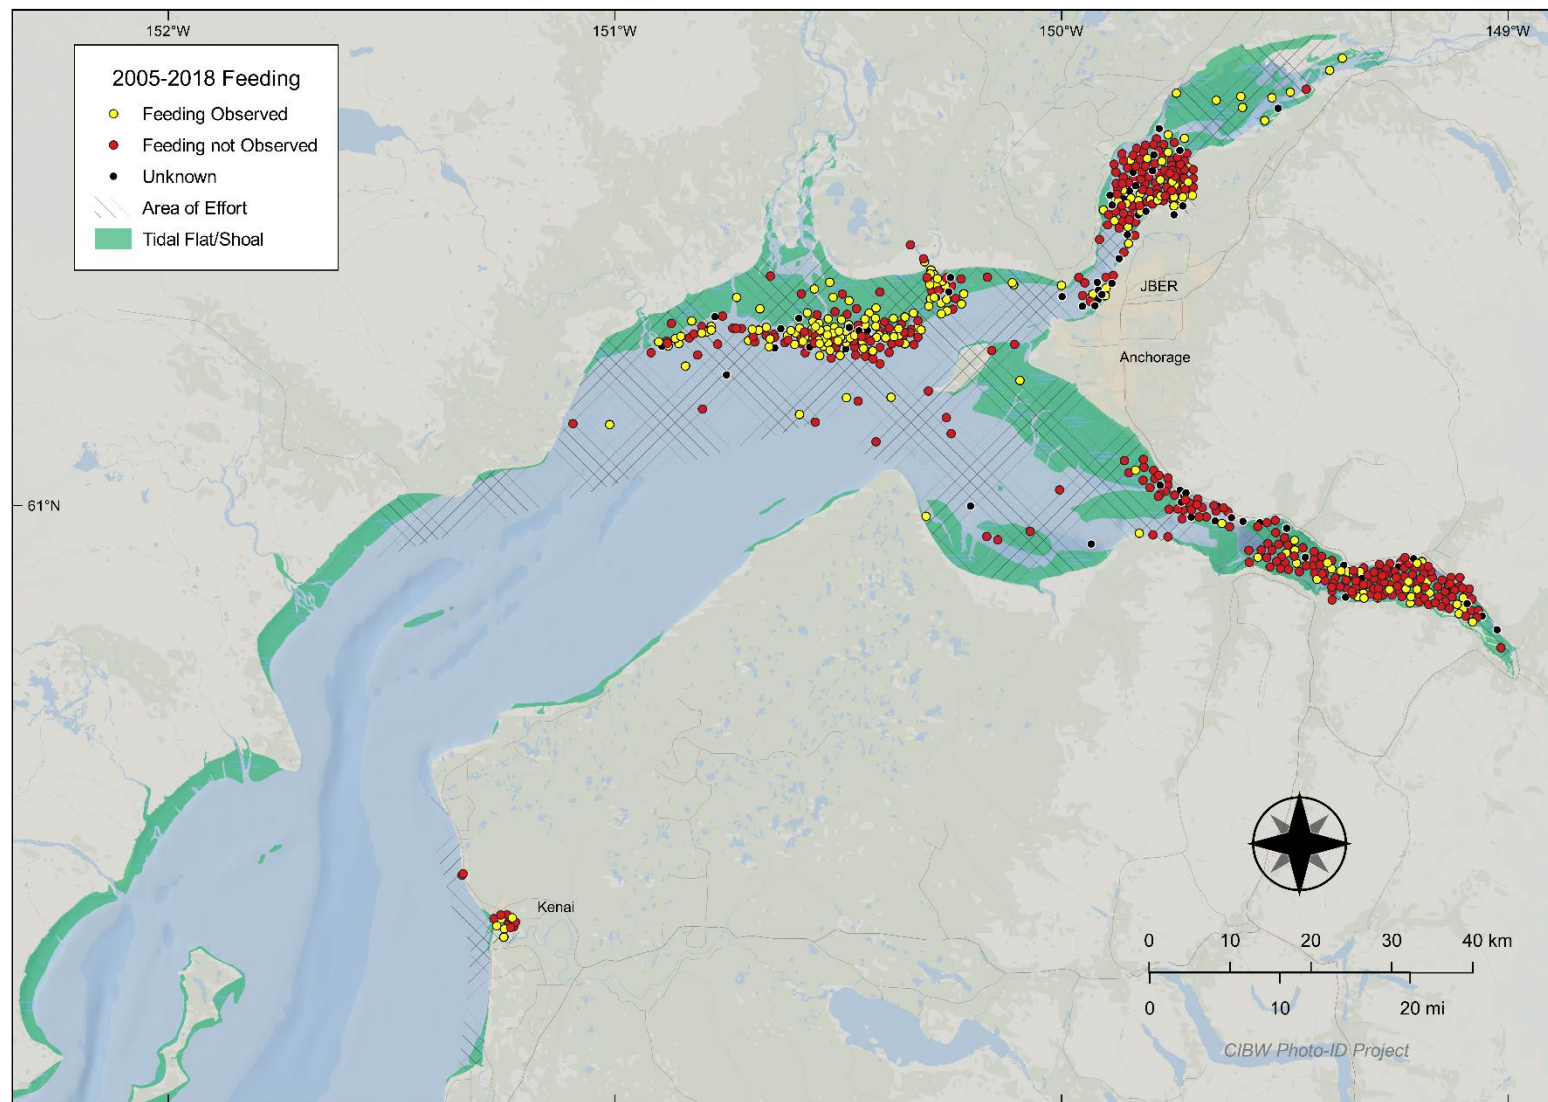 152°W
151°W
150°W
149°W
2005-2018 Feeding
Feeding Observed
Feeding not Observed
Unknown
Area of Effort
Tidal Flat/Shoal
JBER
Anchorage
61°N
Kenai
0 10 20 30 40 km
0 10 20 mi
CIBW Photo-ID Project